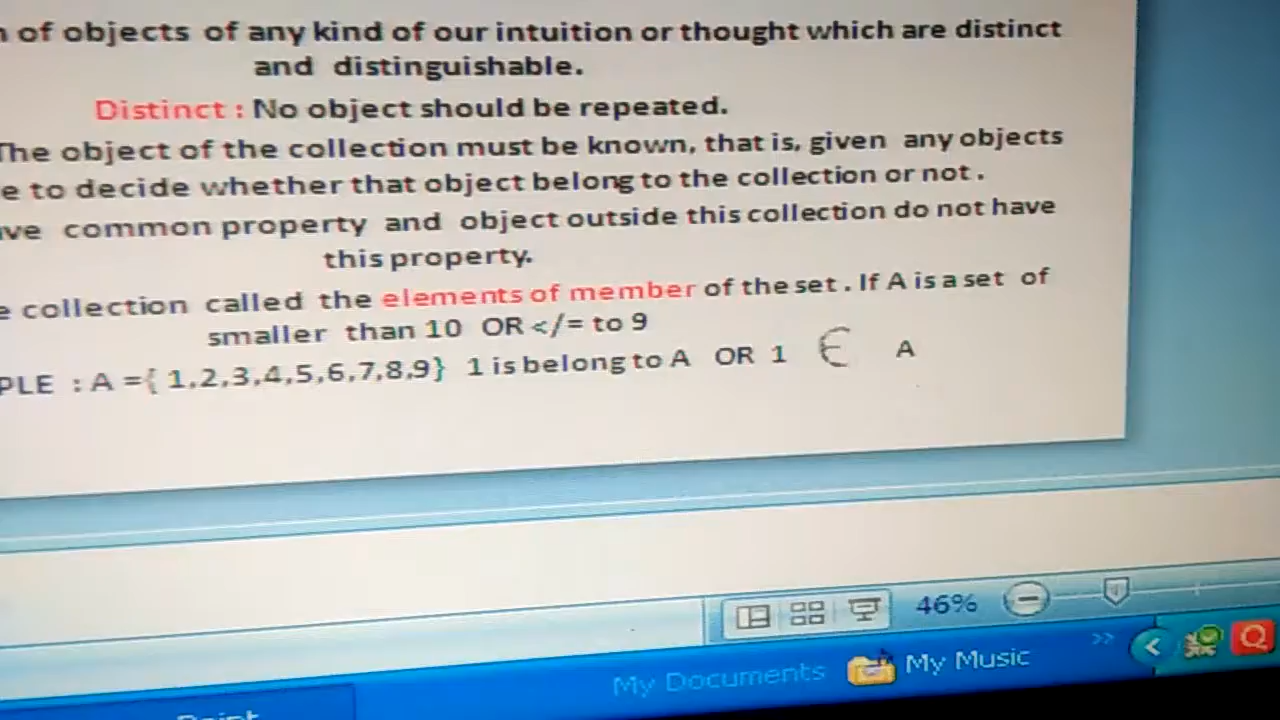 of objects of any kind of our intuition or thought which are distinct
and distinguishable.
Distinct : No object should be repeated.
The object of the collection must be known, that is, given any objects
e to decide whether that object belong to the collection or not .
ve common property and object outside this collection do not have
this property.
e collection called the elements of member of the set . If A is a set of
smaller than 10 OR </= to 9
PLE : A ={ 1,2,3,4,5,6,7,8,9} 1 is belong to A OR 1 ∈ A
46%
My Documents My Music »